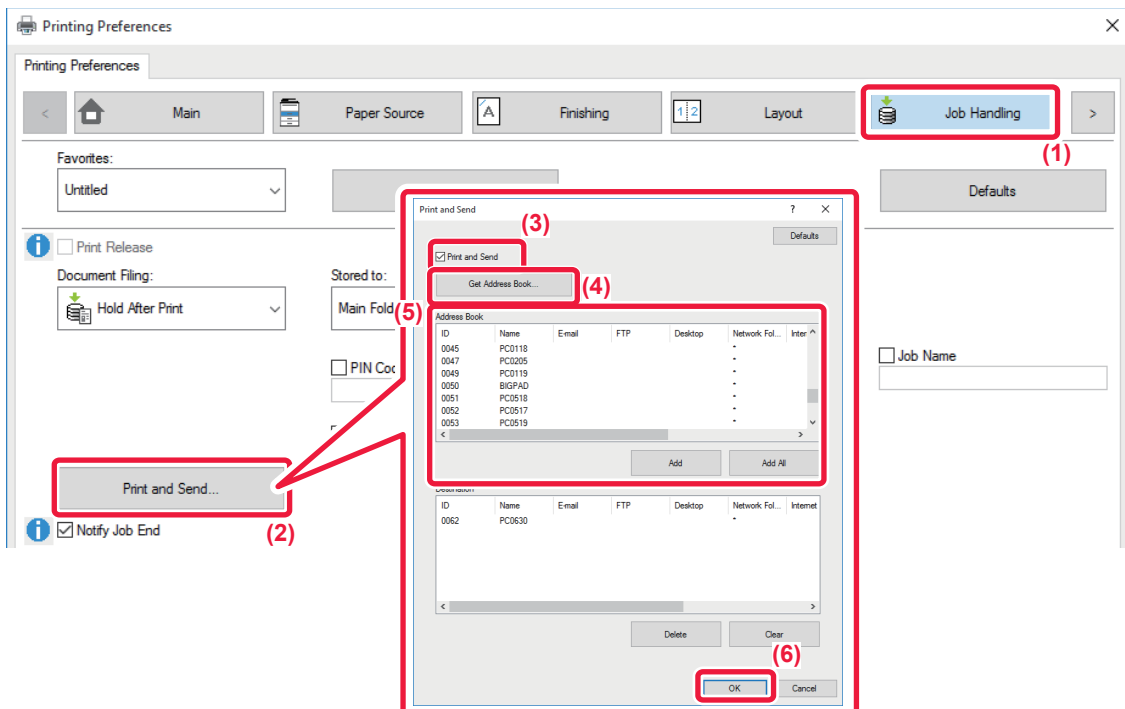 Printing Preferences
Printing Preferences
< Main Paper Source Finishing 1 2 Layout Job Handling >
(1)
Favorites:
Untitled
Defaults
Print and Send ? ×
(3)
Defaults
Print Release
Print and Send
Document Filing:
Stored to:
Get Address Book...
(4)
Hold After Print
Main Fold
(5)
Address Book
ID Name E-mail FTP Desktop Network Fol... Inter
0045 PC0118 -
0047 PC0205 -
0049 PC0119 -
0050 BIGPAD -
0051 PC0518 -
0052 PC0517 -
0053 PC0519 -
PIN Coc
Job Name
Add Add All
Print and Send...
(2)
Destination
ID Name E-mail FTP Desktop Network Fol... Internet
0062 PC0630 -
Notify Job End
Delete Clear
(6)
OK Cancel